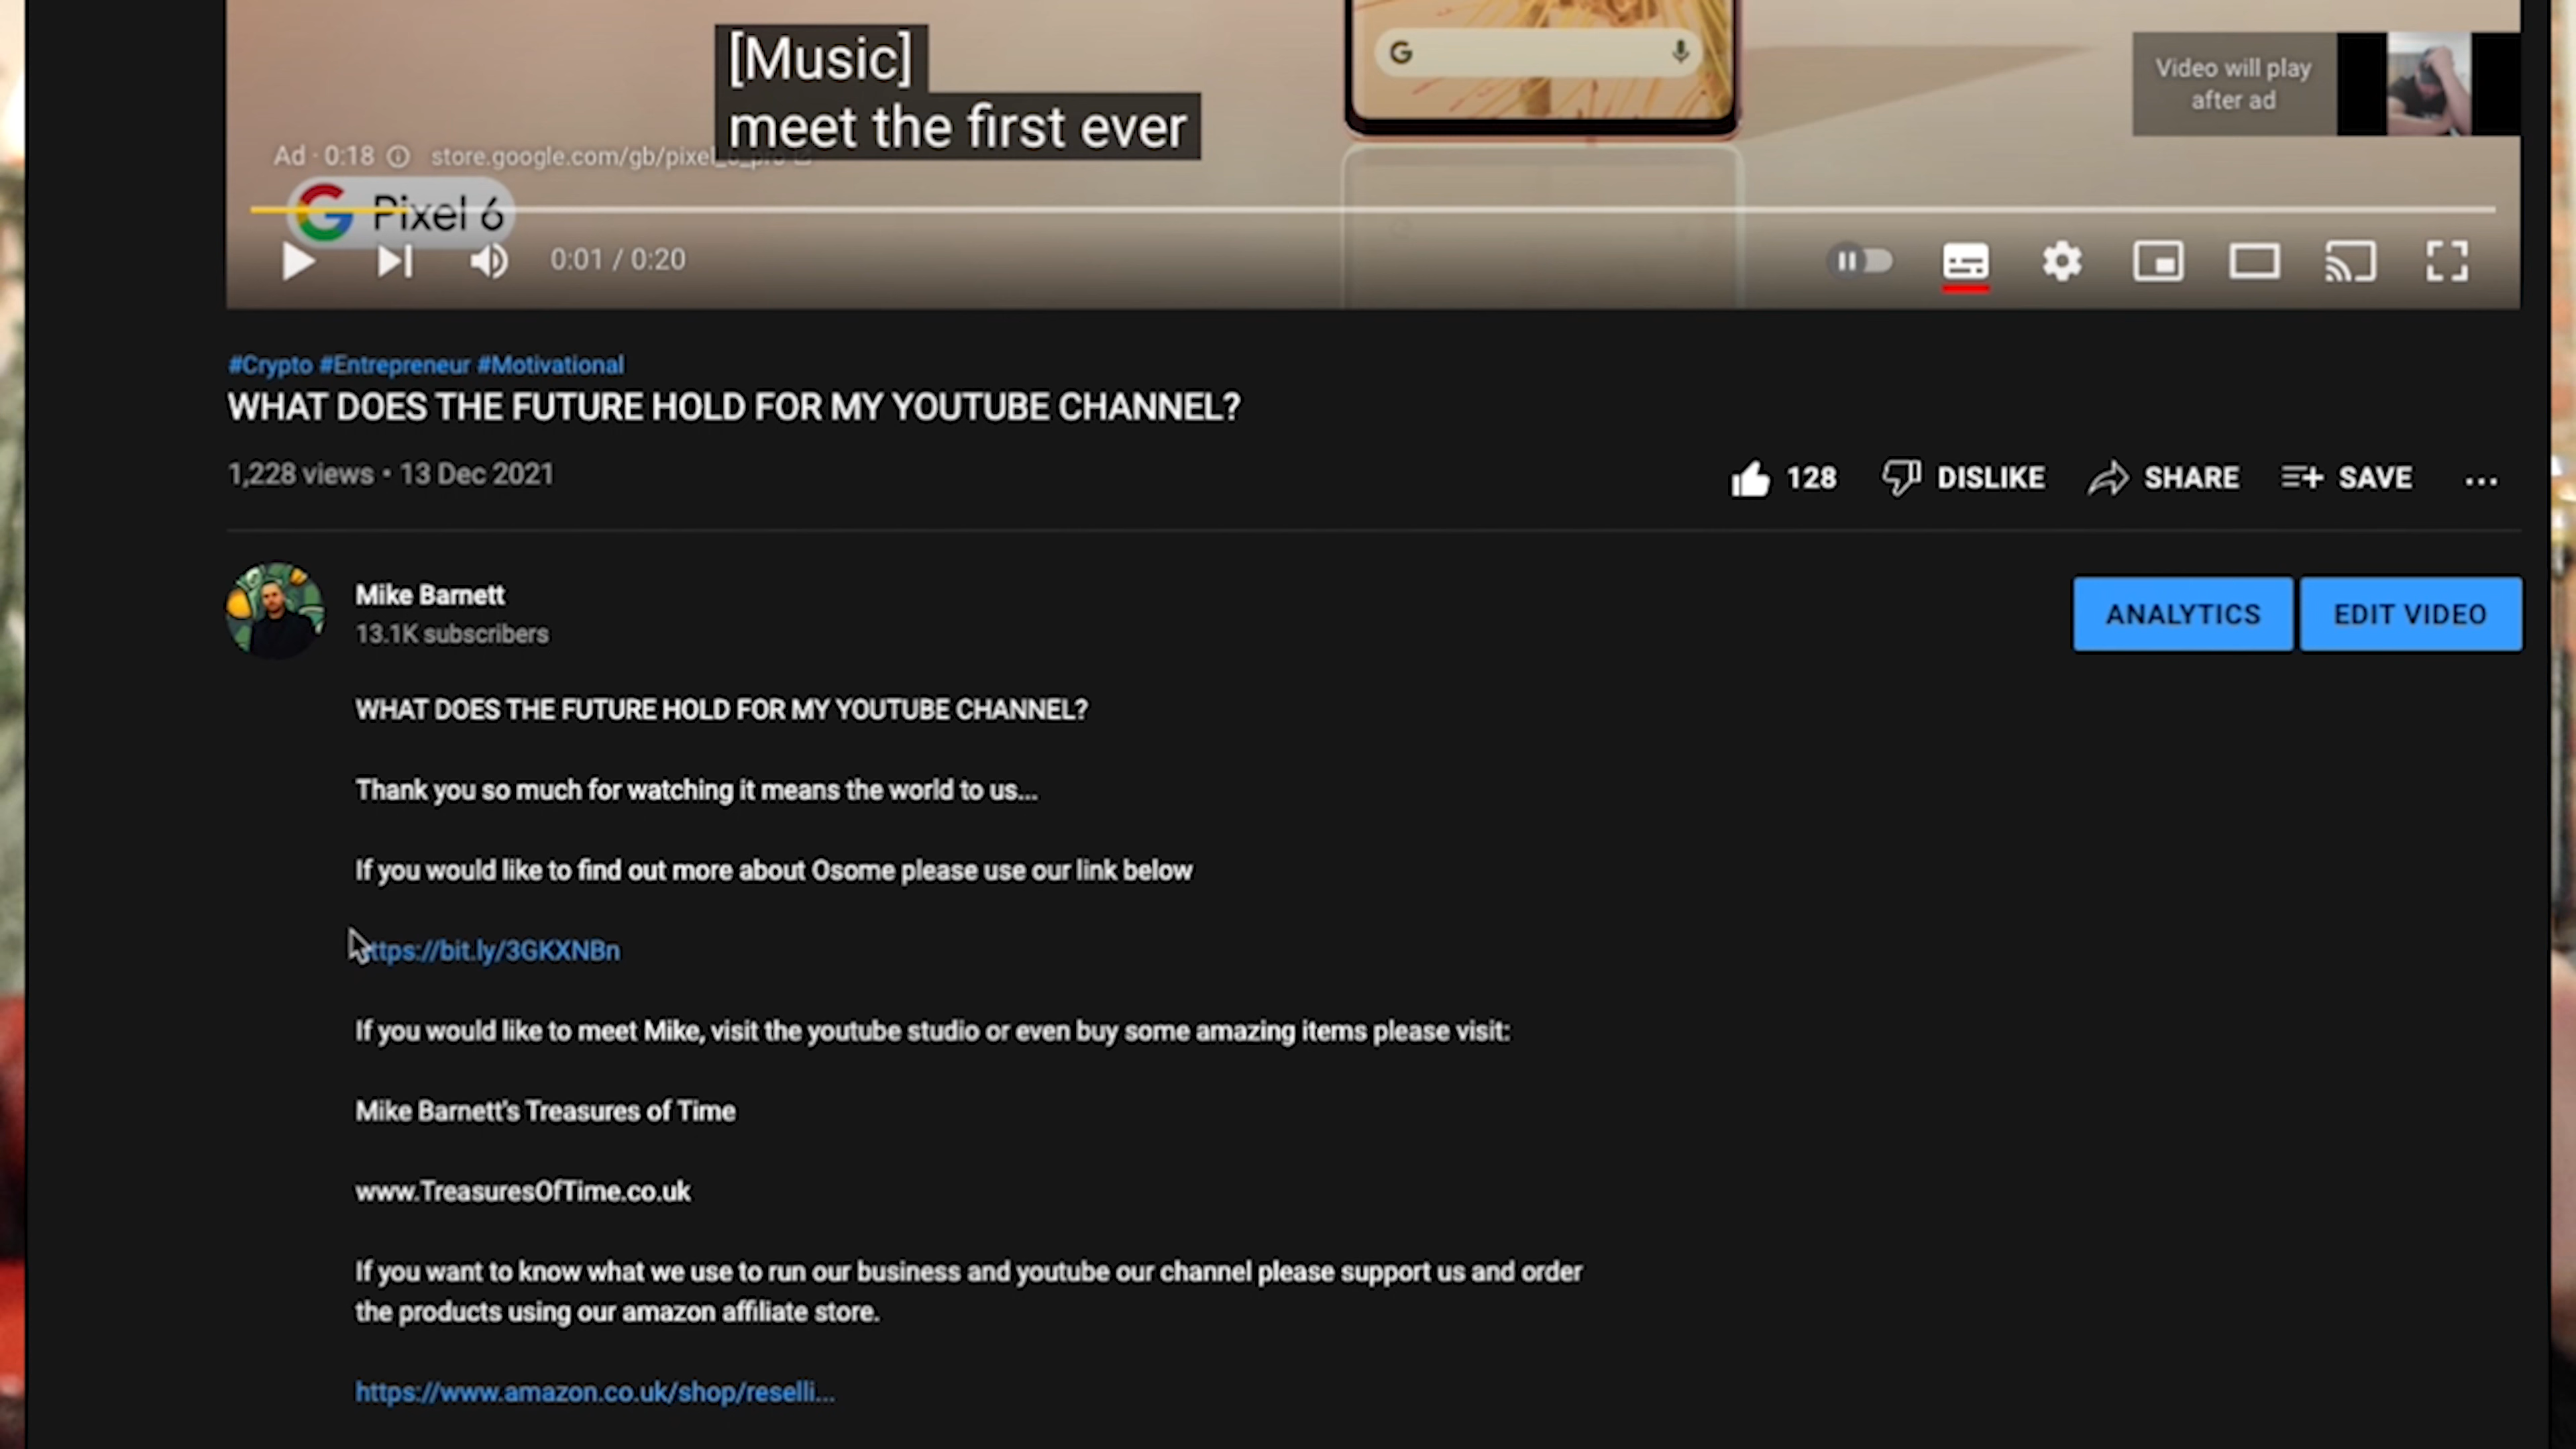 [Music]
meet the first ever
Video will play
after ad
Ad · 0:18 store.google.com/gb/pixel_6_pro
Pixel 6
0:01 / 0:20
#Crypto #Entrepreneur #Motivational
WHAT DOES THE FUTURE HOLD FOR MY YOUTUBE CHANNEL?
1,228 views • 13 Dec 2021
128 DISLIKE SHARE SAVE ...
Mike Barnett
13.1K subscribers
ANALYTICS EDIT VIDEO
WHAT DOES THE FUTURE HOLD FOR MY YOUTUBE CHANNEL?
Thank you so much for watching it means the world to us...
If you would like to find out more about Osome please use our link below
ttps://bit.ly/3GKXNBn
If you would like to meet Mike, visit the youtube studio or even buy some amazing items please visit:
Mike Barnett's Treasures of Time
www.TreasuresOfTime.co.uk
If you want to know what we use to run our business and youtube our channel please support us and order
the products using our amazon affiliate store.
https://www.amazon.co.uk/shop/reselli...